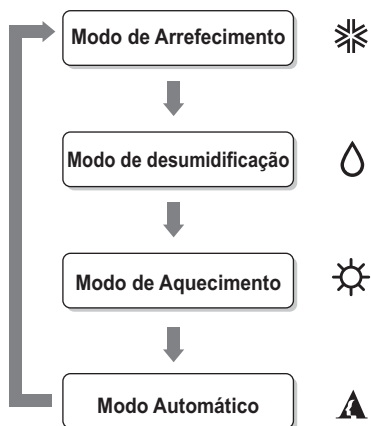 Modo de Arrefecimento
Modo de desumidificação
Modo de Aquecimento
Modo Automático